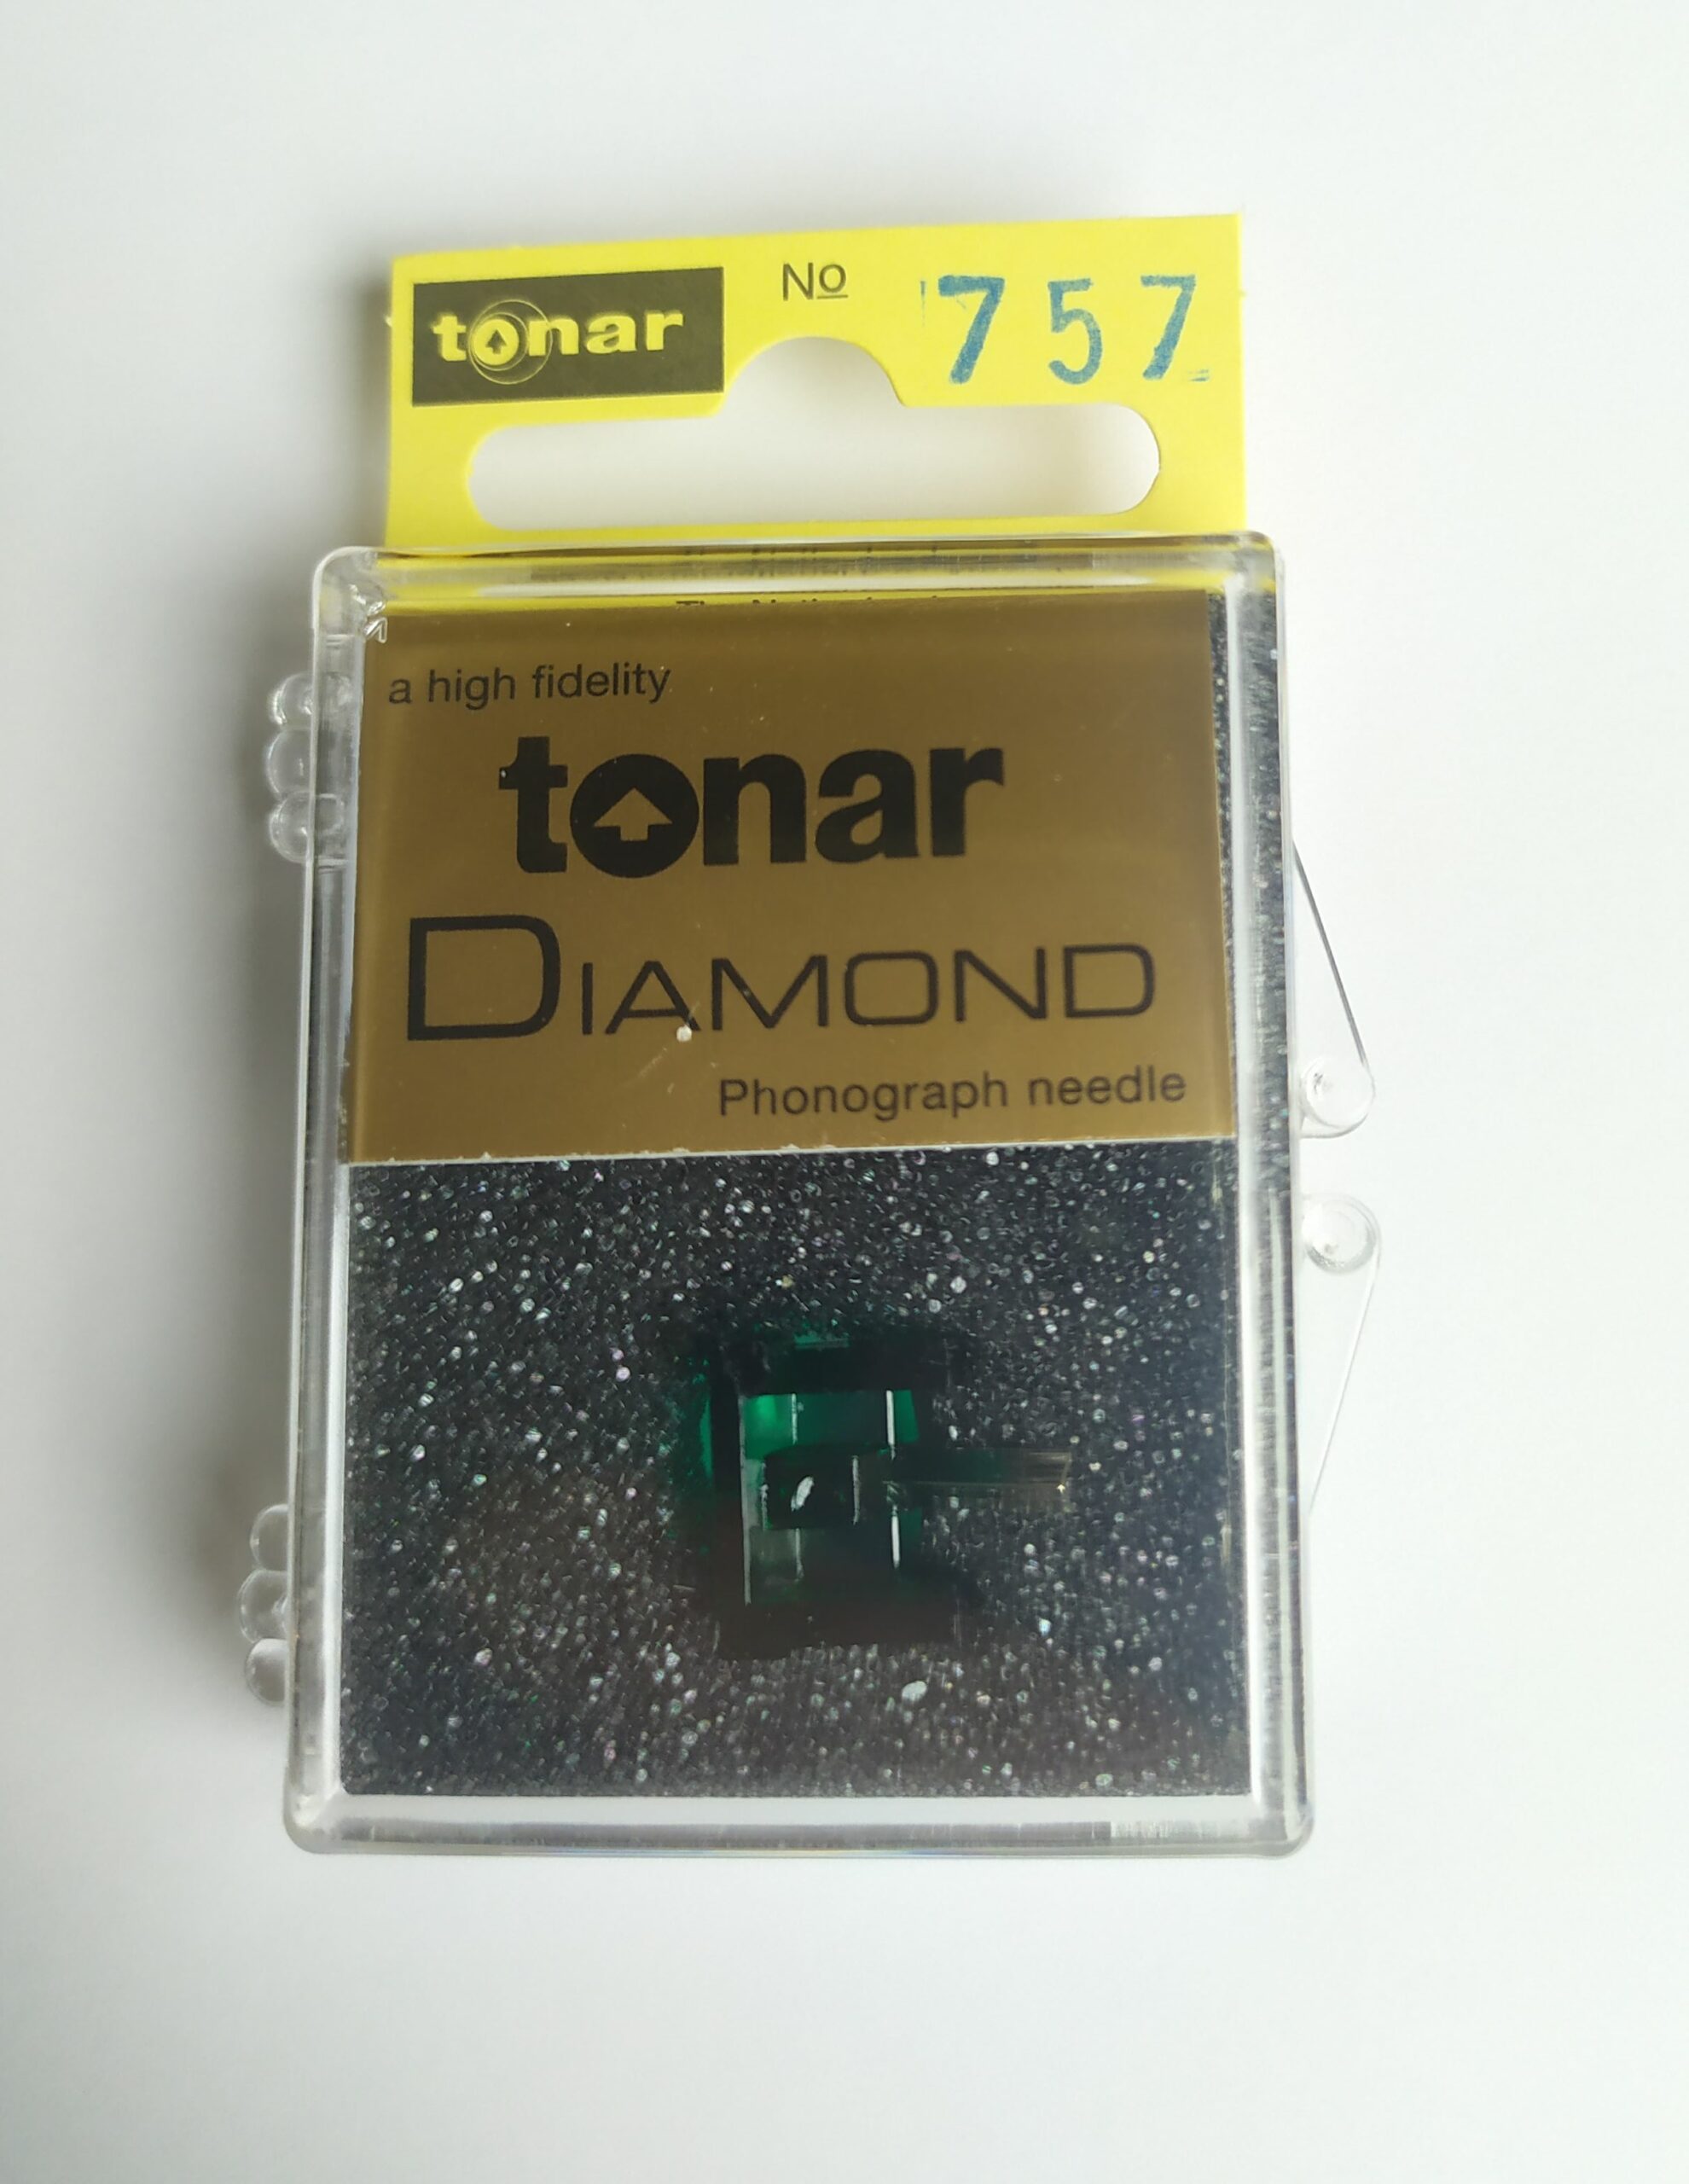 tonar
No 757
a high fidelity
tonar
DIAMOND
Phonograph needle